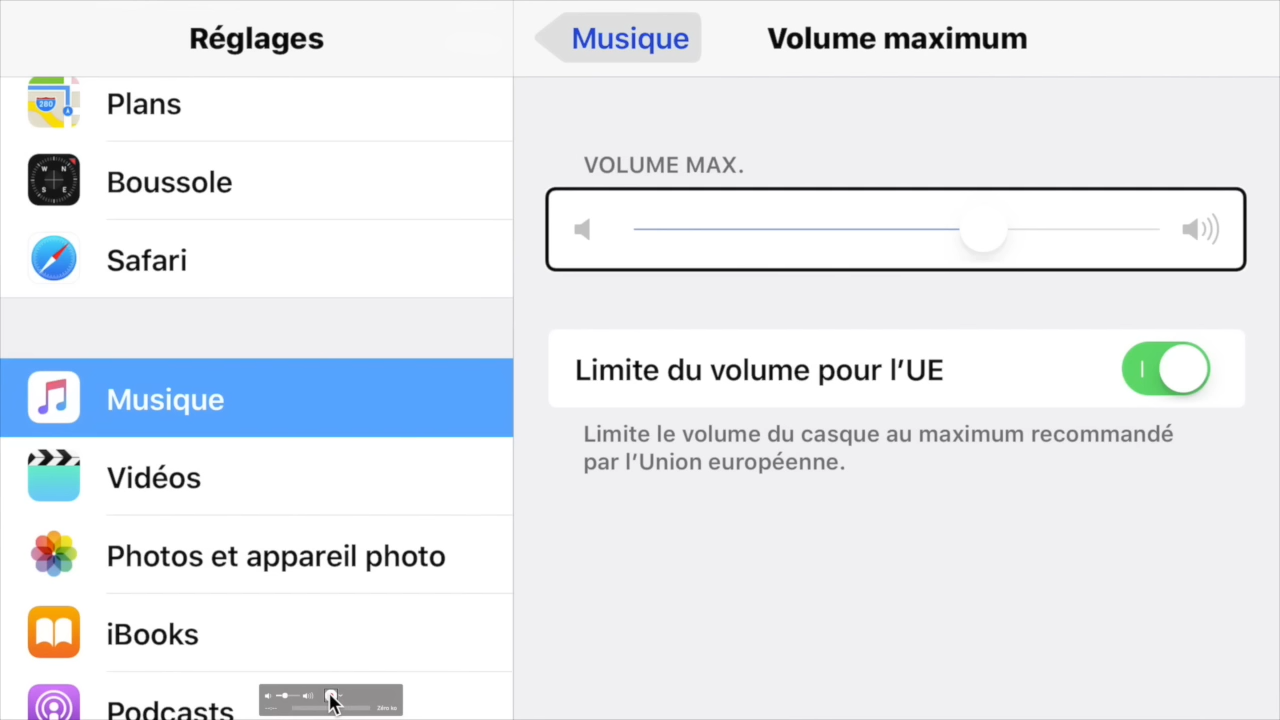 Réglages
Plans
Boussole
Safari
Musique
Vidéos
Photos et appareil photo
iBooks
Podcasts
Musique
Volume maximum
VOLUME MAX.
Limite du volume pour l’UE
Limite le volume du casque au maximum recommandé
par l’Union européenne.
280
W N
S E